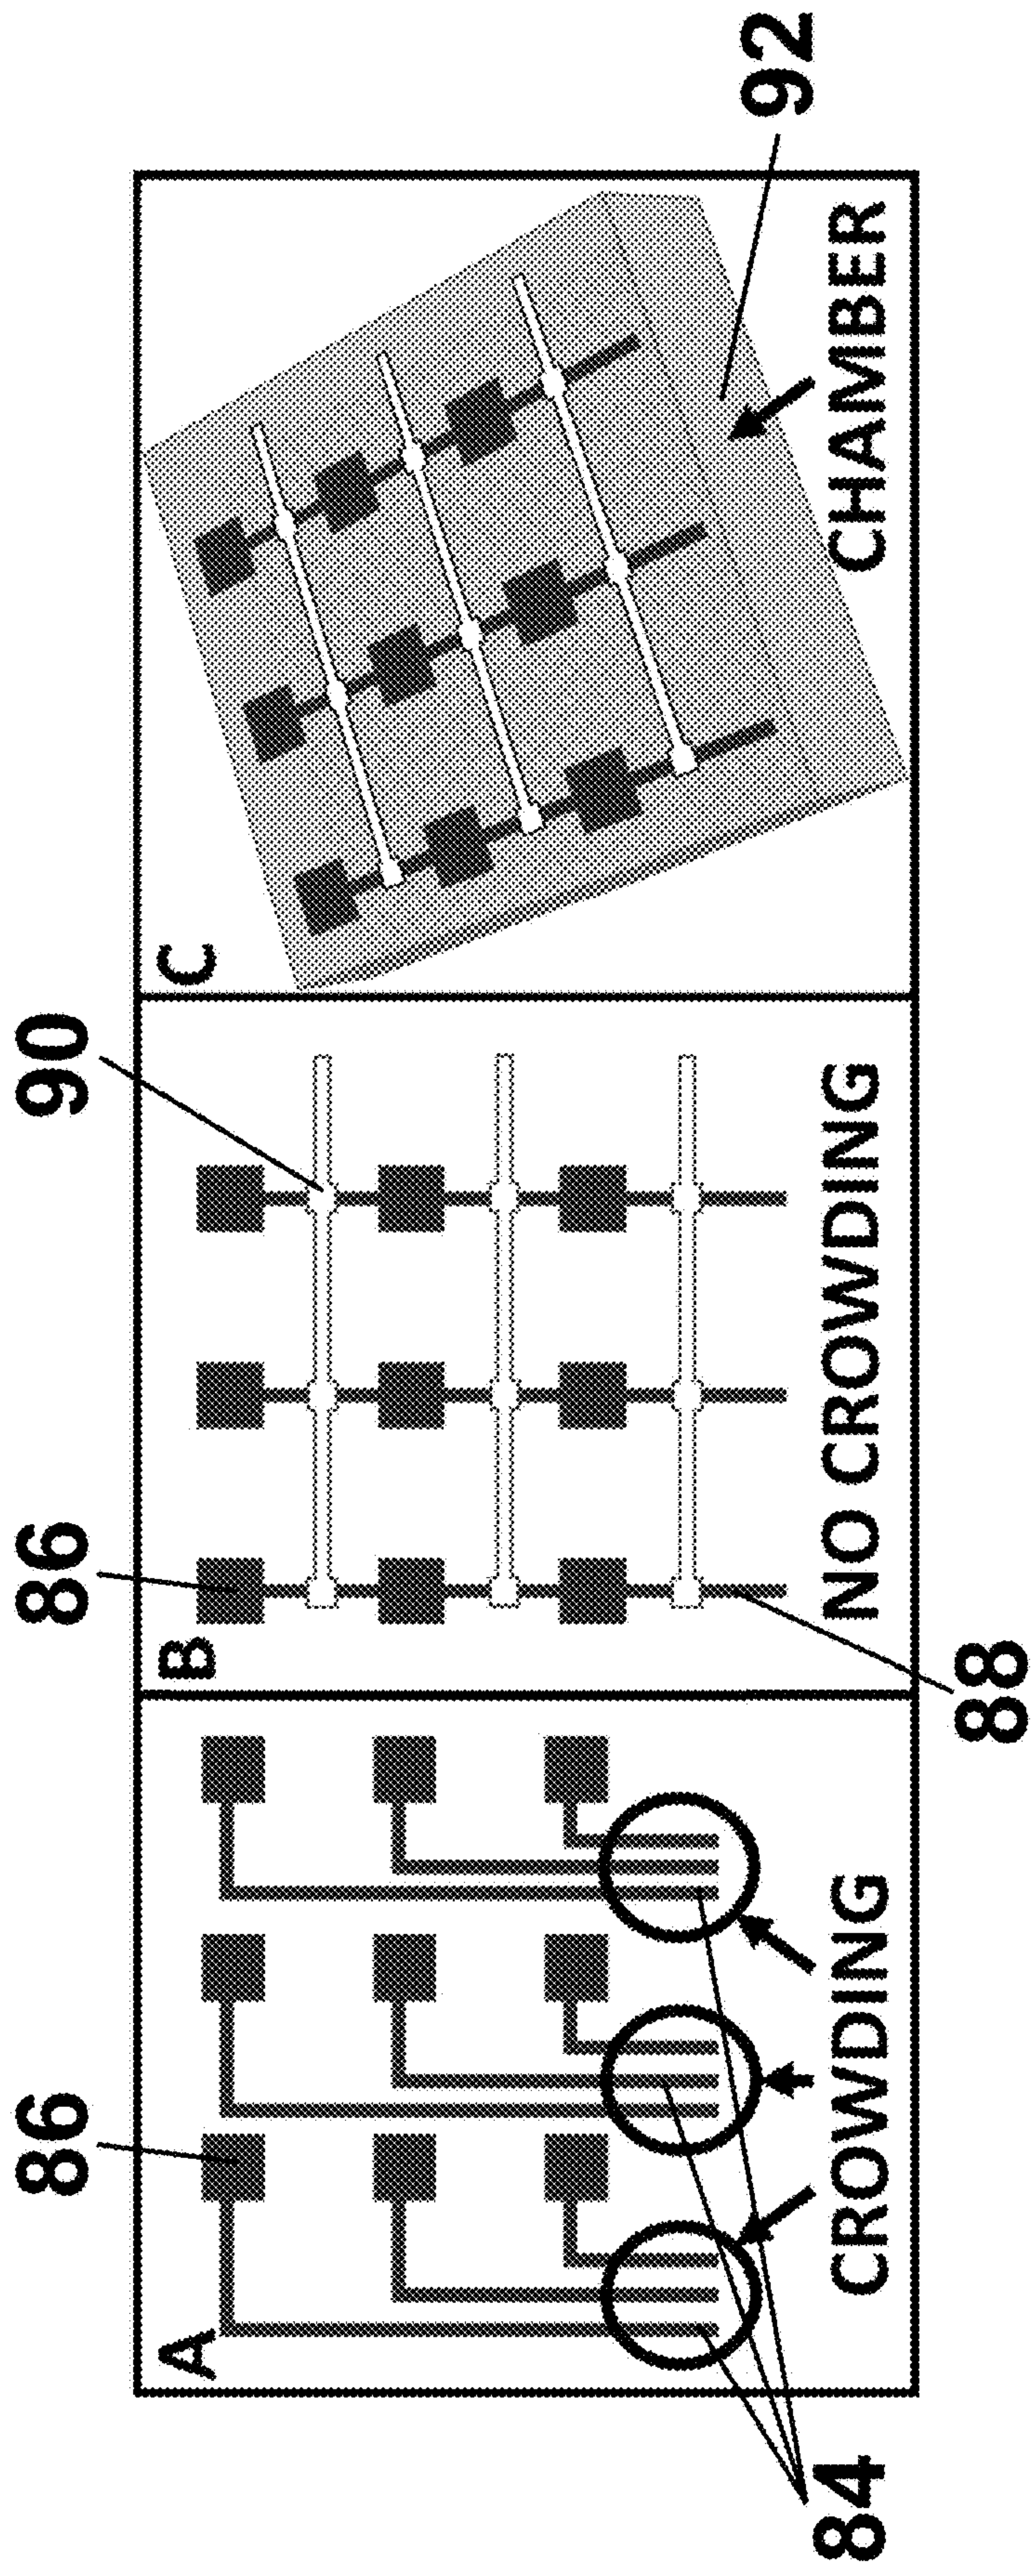 86
86
90
92
A
B
C
CROWDING
NO CROWDING
CHAMBER
84
88